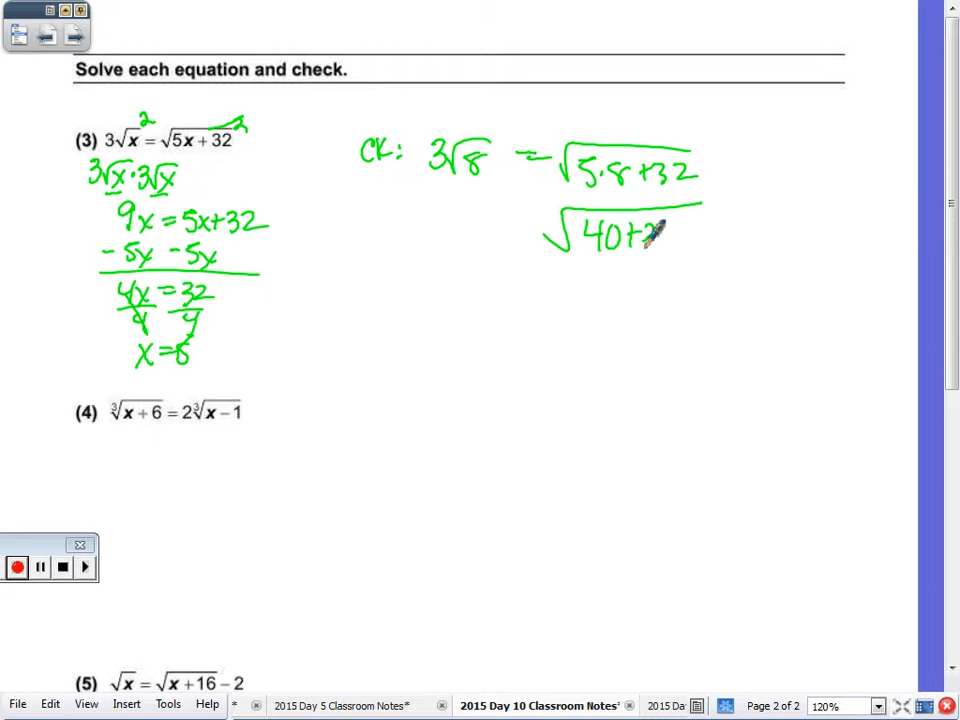 Solve each equation and check.
(3) 3√x = √5x + 32
2 2
3√x · 3√x
9x = 5x+32
- 5x - 5x
4x = 32
4 4
x = 8
CK: 3√8 = √5·8+32
√40+
(4) ∛x + 6 = 2∛x − 1
(5) √x = √x + 16 − 2
File Edit View Insert Tools Help * 2015 Day 5 Classroom Notes* 2015 Day 10 Classroom Notes* 2015 Da Page 2 of 2 120%